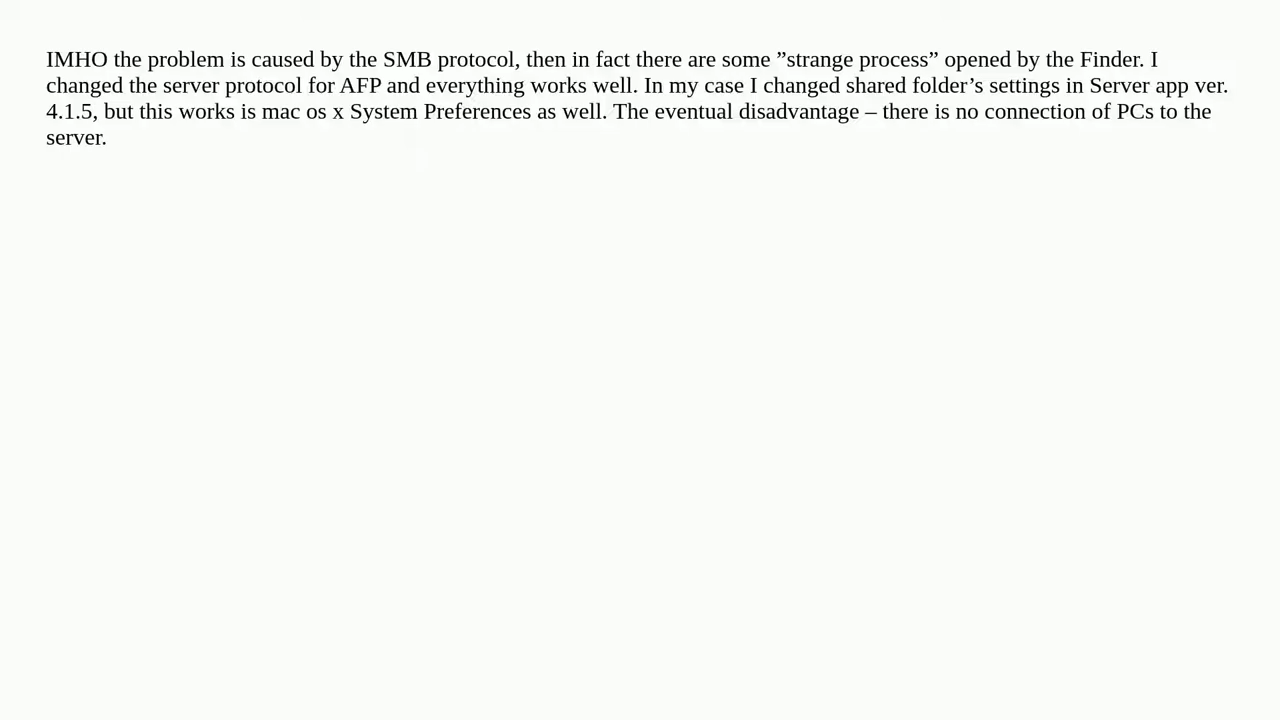 IMHO the problem is caused by the SMB protocol, then in fact there are some ”strange process” opened by the Finder. I
changed the server protocol for AFP and everything works well. In my case I changed shared folder’s settings in Server app ver.
4.1.5, but this works is mac os x System Preferences as well. The eventual disadvantage – there is no connection of PCs to the
server.